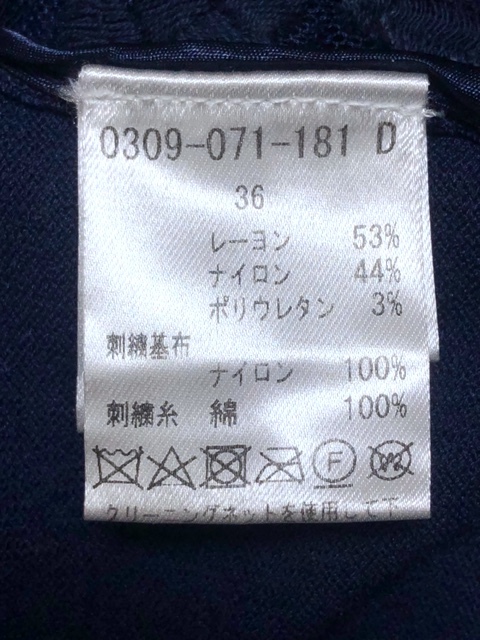 0309-071-181 D
36
レーヨン 53%
ナイロン 44%
ポリウレタン 3%
刺繍基布
ナイロン 100%
刺繍糸 綿 100%
F W
クリーニングネットを使用して下